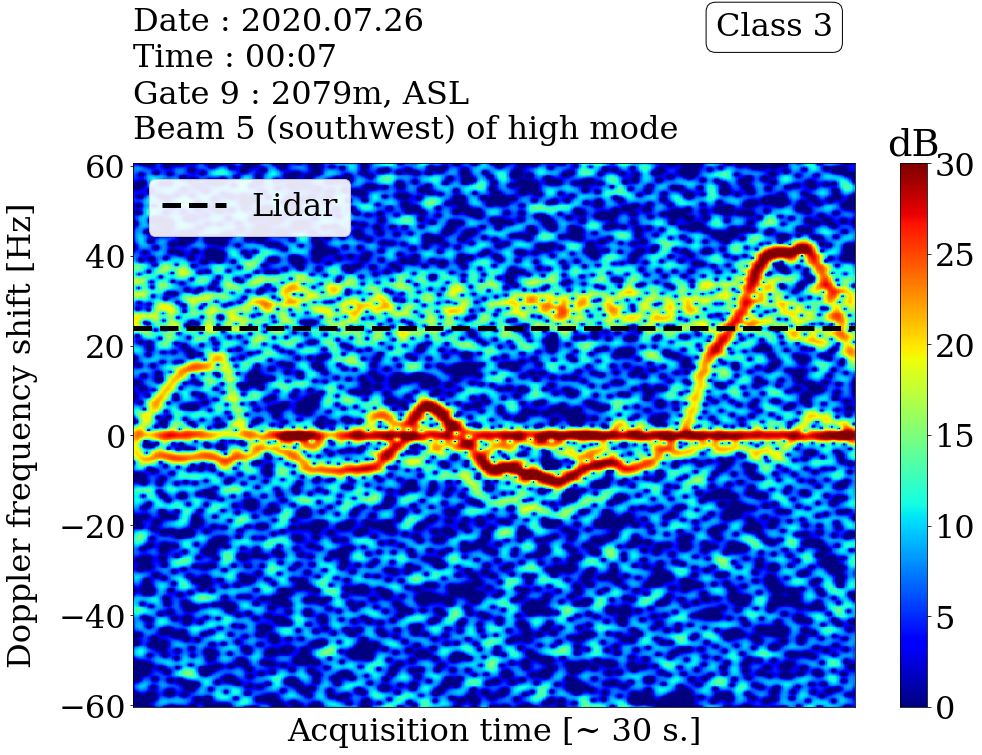 Date : 2020.07.26
Time : 00:07
Gate 9 : 2079m, ASL
Beam 5 (southwest) of high mode
Class 3
dB
Lidar
Doppler frequency shift [Hz]
60
40
20
0
−20
−40
−60
Acquisition time [~ 30 s.]
30
25
20
15
10
5
0